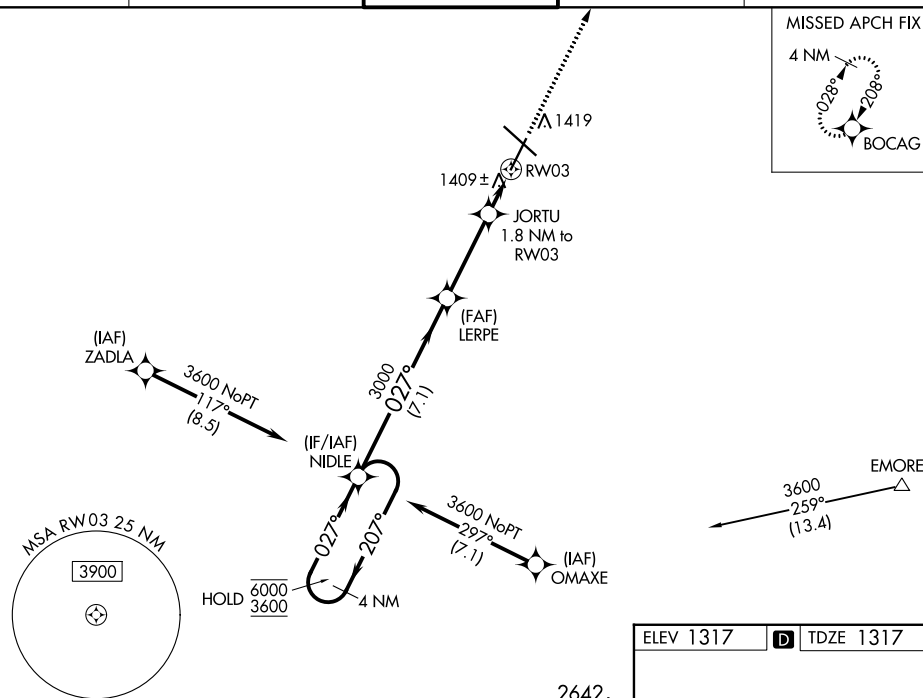 MISSED APCH FIX
4 NM
028°
208°
BOCAG
1419
1409 ±
RW03
JORTU
1.8 NM to
RW03
(FAF)
LERPE
(IAF)
ZADLA
3600 NoPT
117°
(8.5)
3000
027°
(7.1)
(IF/IAF)
NIDLE
EMORE
3600
259°
(13.4)
3600 NoPT
297°
(7.1)
(IAF)
OMAXE
027°
207°
HOLD
6000
3600
4 NM
MSA RW03 25 NM
3900
ELEV 1317
D
TDZE 1317
2642